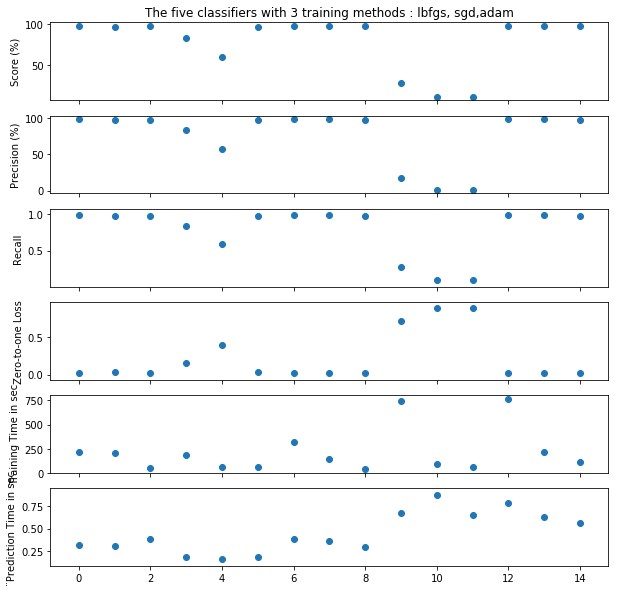 The five classifiers with 3 training methods : lbfgs, sgd,adam
100
50
Score (%)
100
50
0
Precision (%)
1.0
0.5
Recall
0.5
0.0
Zero-to-one Loss
750
500
250
0
Training Time in sec
0.75
0.50
0.25
Prediction Time in sec
0 2 4 6 8 10 12 14